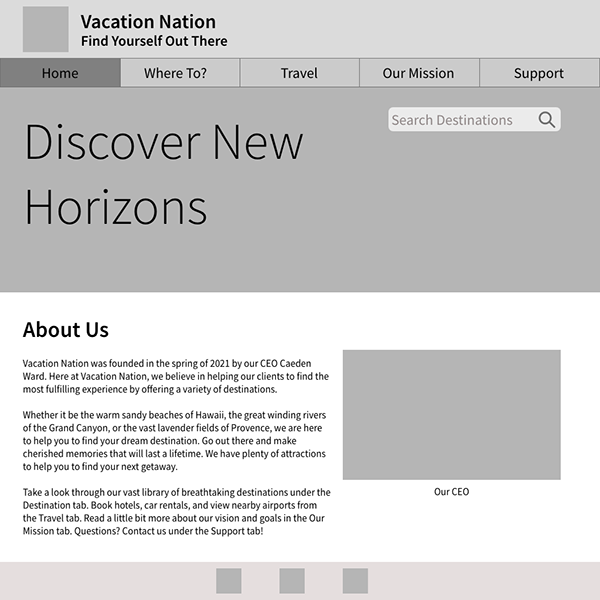 Vacation Nation
Find Yourself Out There
Home
Where To?
Travel
Our Mission
Support
Search Destinations
Discover New
Horizons
About Us
Vacation Nation was founded in the spring of 2021 by our CEO Caeden
Ward. Here at Vacation Nation, we believe in helping our clients to find the
most fulfilling experience by offering a variety of destinations.
Whether it be the warm sandy beaches of Hawaii, the great winding rivers
of the Grand Canyon, or the vast lavender fields of Provence, we are here
to help you to find your dream destination. Go out there and make
cherished memories that will last a lifetime. We have plenty of attractions
to help you to find your next getaway.
Take a look through our vast library of breathtaking destinations under the
Destination tab. Book hotels, car rentals, and view nearby airports from
the Travel tab. Read a little bit more about our vision and goals in the Our
Mission tab. Questions? Contact us under the Support tab!
Our CEO